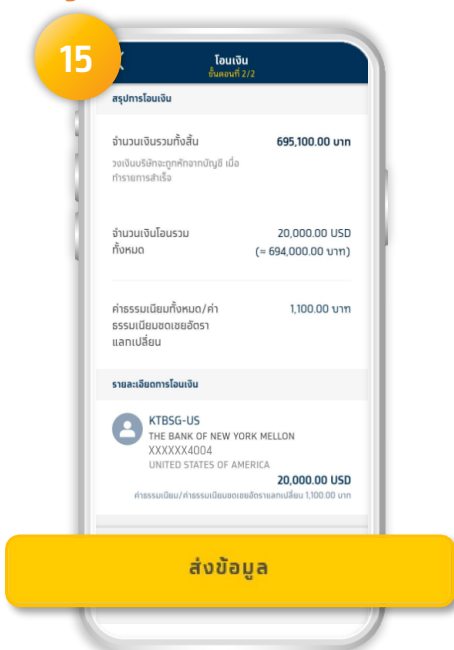 15
โอนเงิน
ขั้นตอนที่ 2/2
สรุปการโอนเงิน
จำนวนเงินรวมทั้งสิ้น 695,100.00 บาท
วงเงินบริษัทจะถูกหักจากบัญชี เมื่อ
ทำรายการสำเร็จ
จำนวนเงินโอนรวม 20,000.00 USD
ทั้งหมด (= 694,000.00 บาท)
ค่าธรรมเนียมทั้งหมด/ค่า 1,100.00 บาท
ธรรมเนียมชดเชยอัตรา
แลกเปลี่ยน
รายละเอียดการโอนเงิน
KTBSG-US
THE BANK OF NEW YORK MELLON
XXXXXX4004
UNITED STATES OF AMERICA
20,000.00 USD
ค่าธรรมเนียม/ค่าธรรมเนียมชดเชยอัตราแลกเปลี่ยน 1,100.00 บาท
ส่งข้อมูล